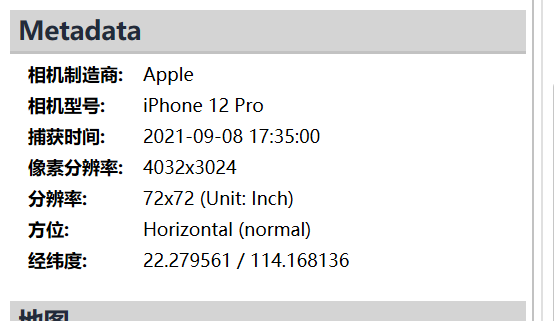 Metadata
相机制造商: Apple
相机型号: iPhone 12 Pro
捕获时间: 2021-09-08 17:35:00
像素分辨率: 4032x3024
分辨率: 72x72 (Unit: Inch)
方位: Horizontal (normal)
经纬度: 22.279561 / 114.168136
地图